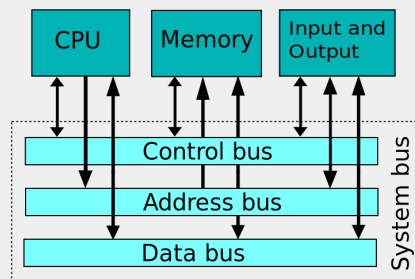 CPU
Memory
Input and
Output
Control bus
Address bus
Data bus
System bus